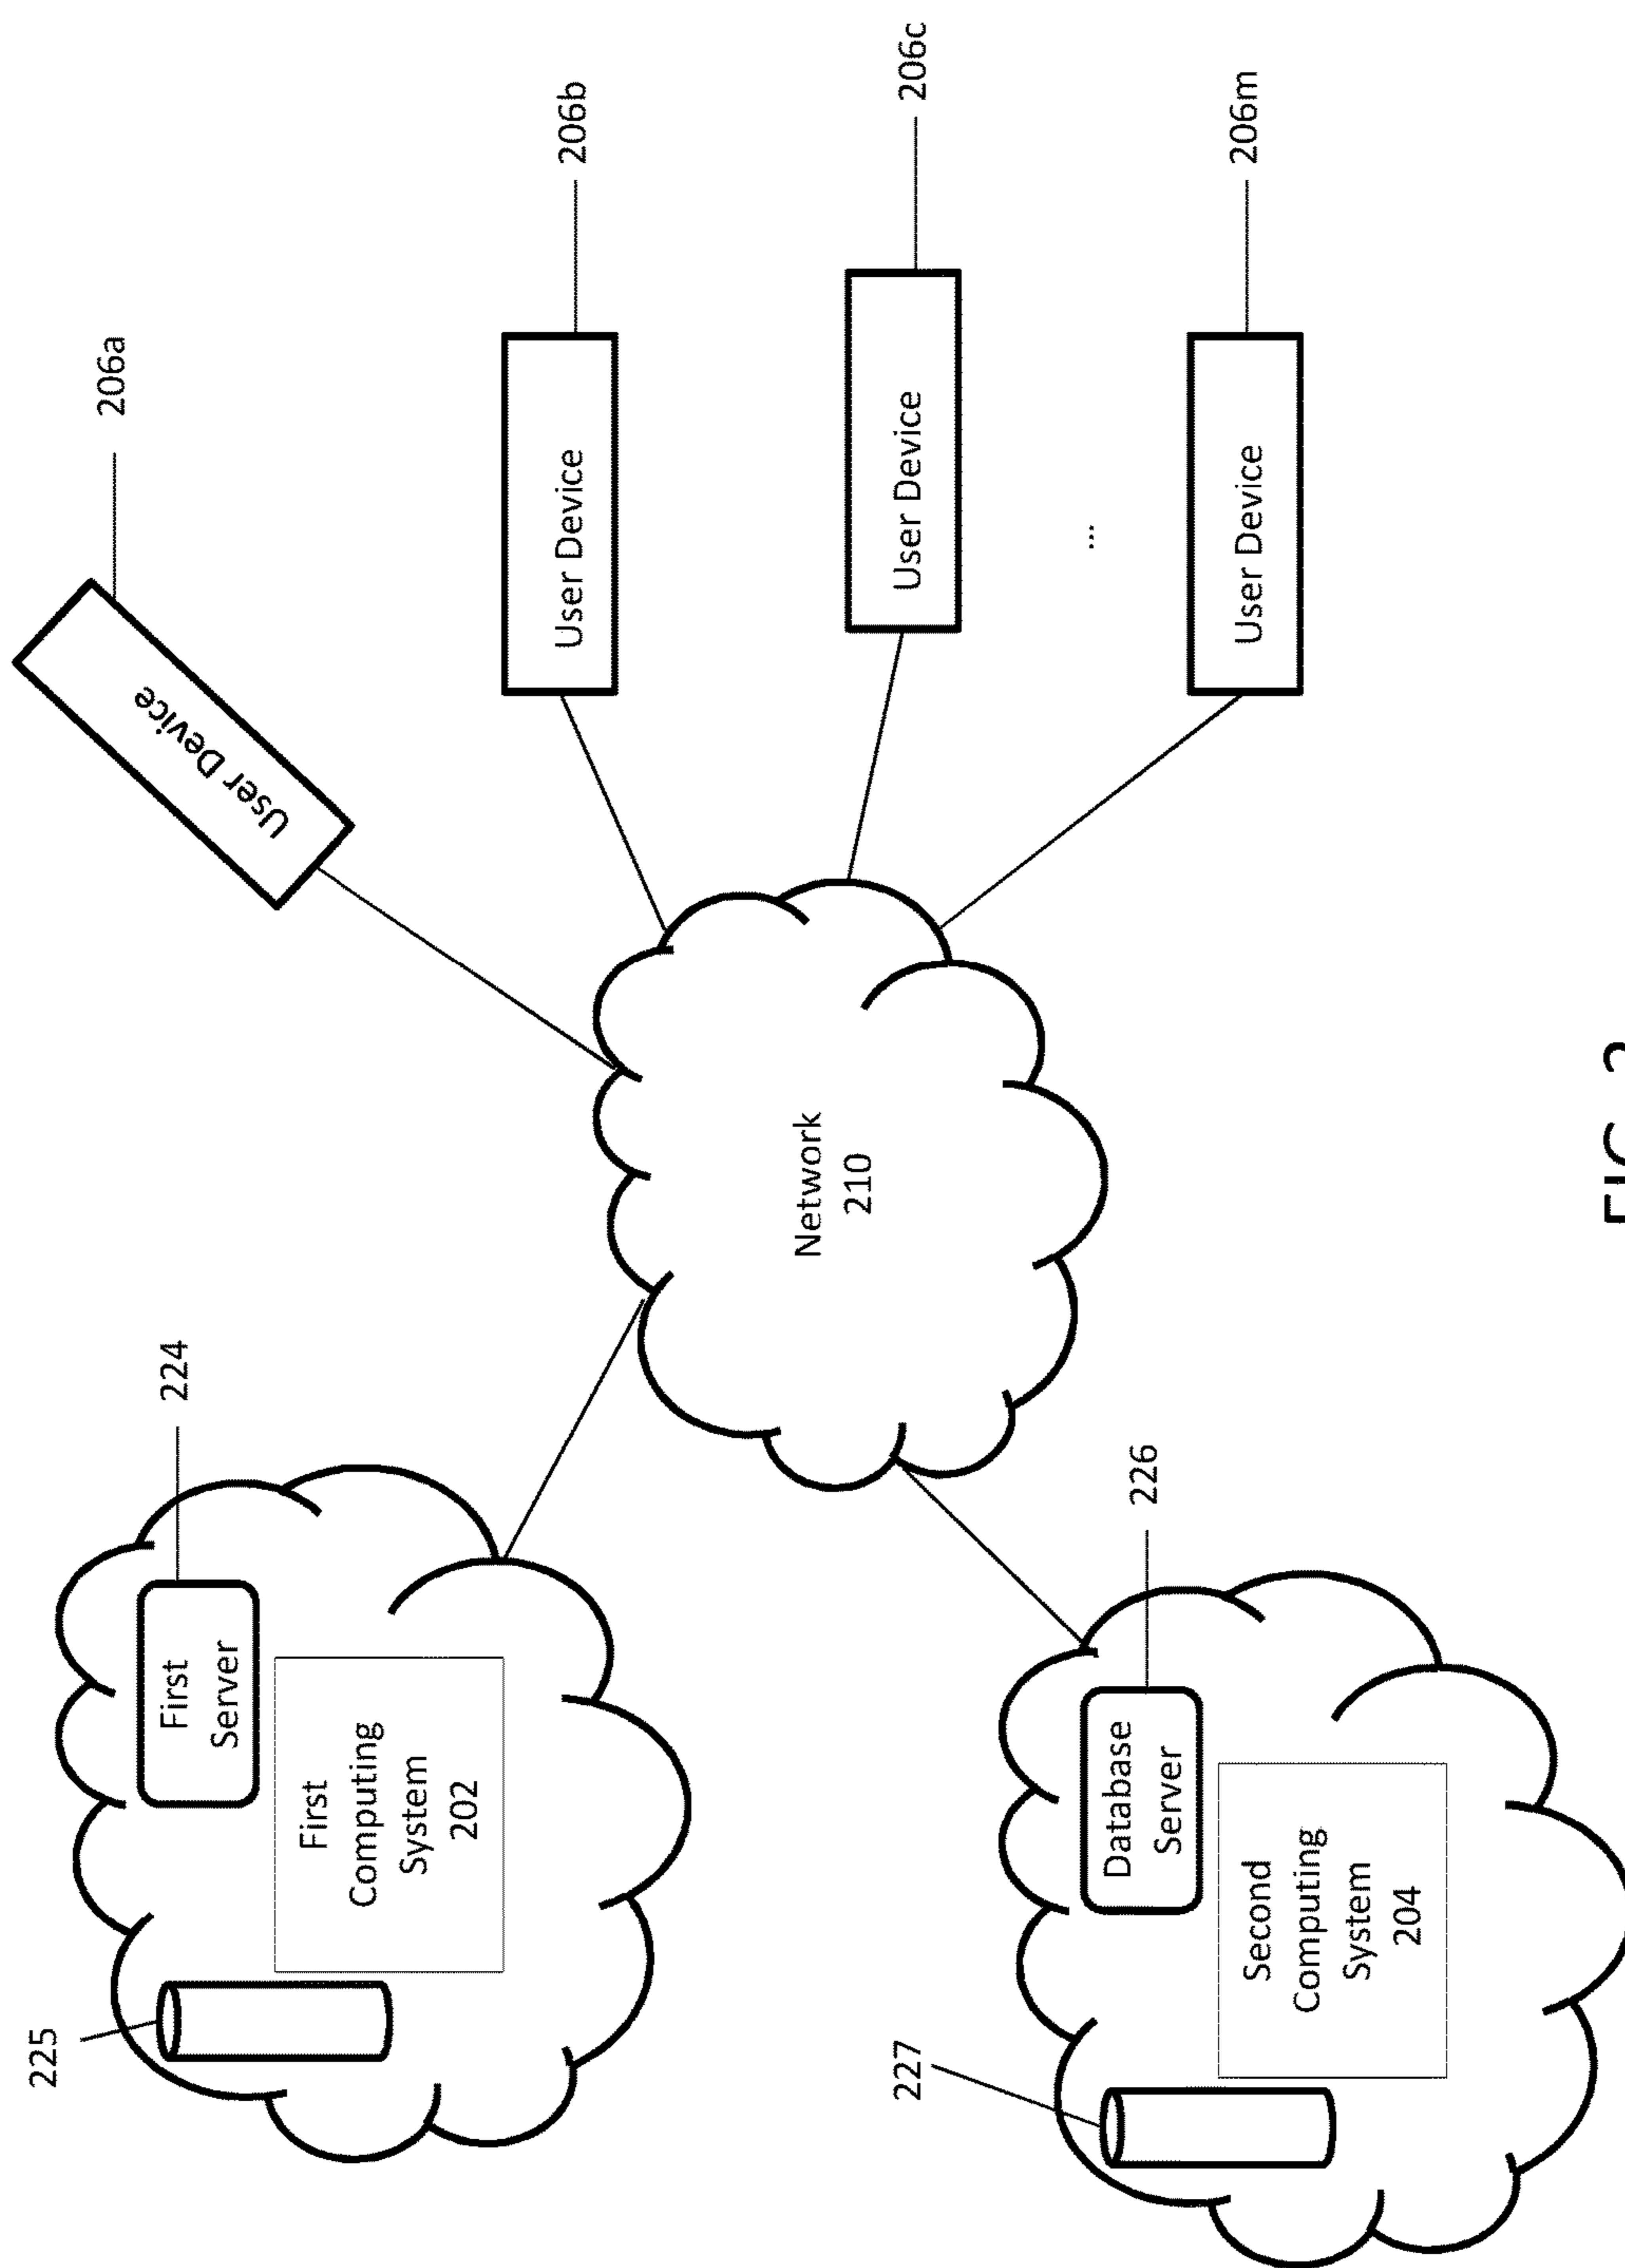 225
224
206a
User Device
First
Server
First
Computing
System
202
206b
User Device
Network
210
206c
User Device
...
227
226
Database
Server
Second
Computing
System
204
206m
User Device
FIG